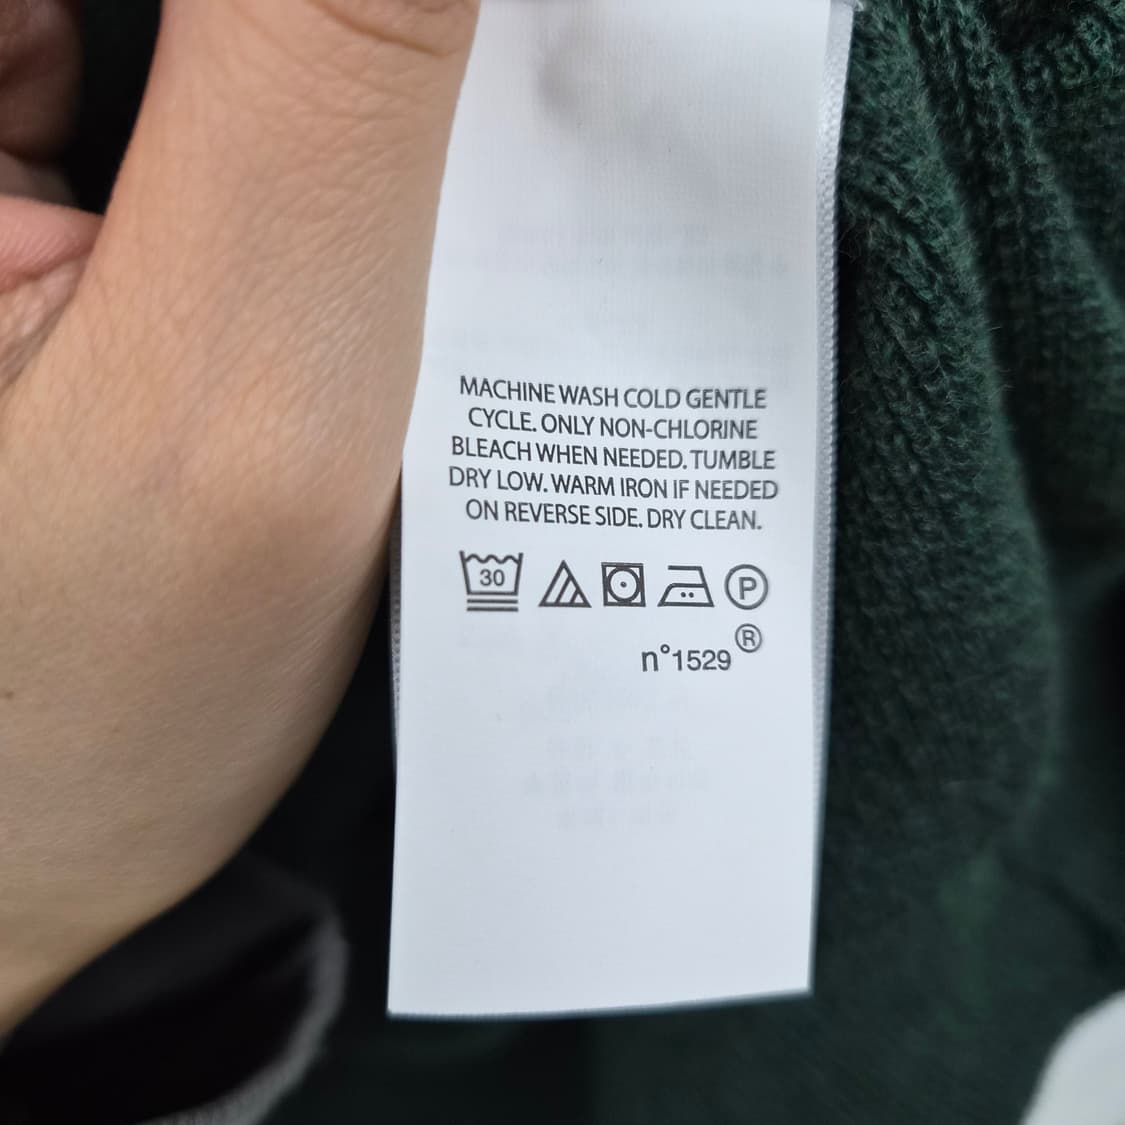 MACHINE WASH COLD GENTLE
CYCLE. ONLY NON-CHLORINE
BLEACH WHEN NEEDED. TUMBLE
DRY LOW. WARM IRON IF NEEDED
ON REVERSE SIDE. DRY CLEAN.
30 P
n°1529®